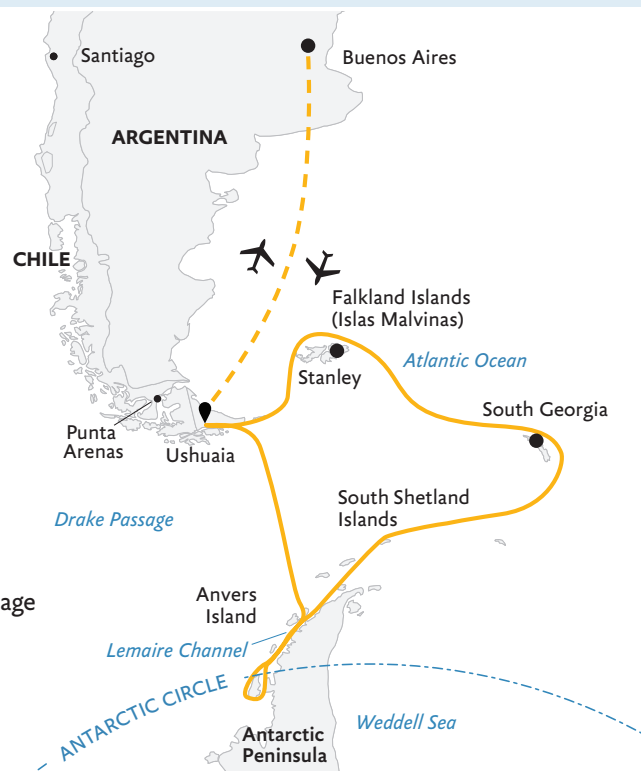 Santiago
Buenos Aires
ARGENTINA
CHILE
Falkland Islands
(Islas Malvinas)
Atlantic Ocean
Stanley
South Georgia
Punta
Arenas
Ushuaia
South Shetland
Islands
Drake Passage
Anvers
Island
age
Lemaire Channel
ANTARCTIC CIRCLE
Weddell Sea
Antarctic
Peninsula